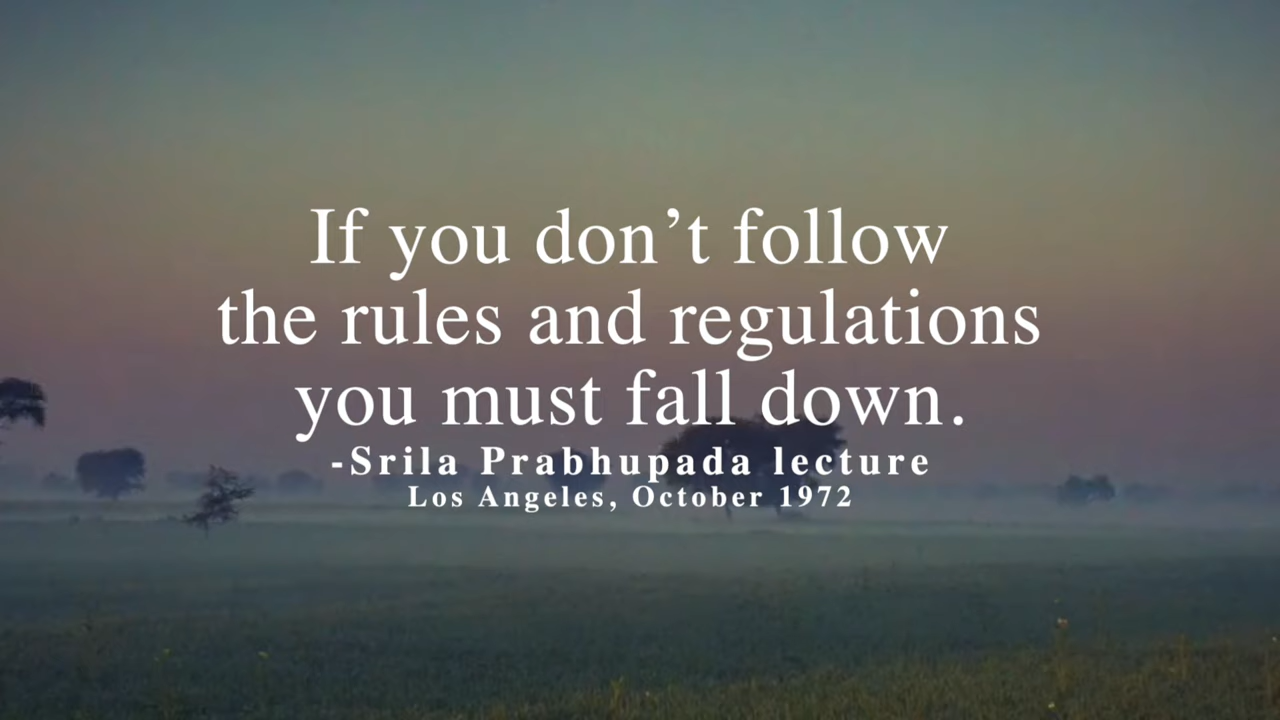 If you don’t follow
the rules and regulations
you must fall down.
-Srila Prabhupada lecture
Los Angeles, October 1972